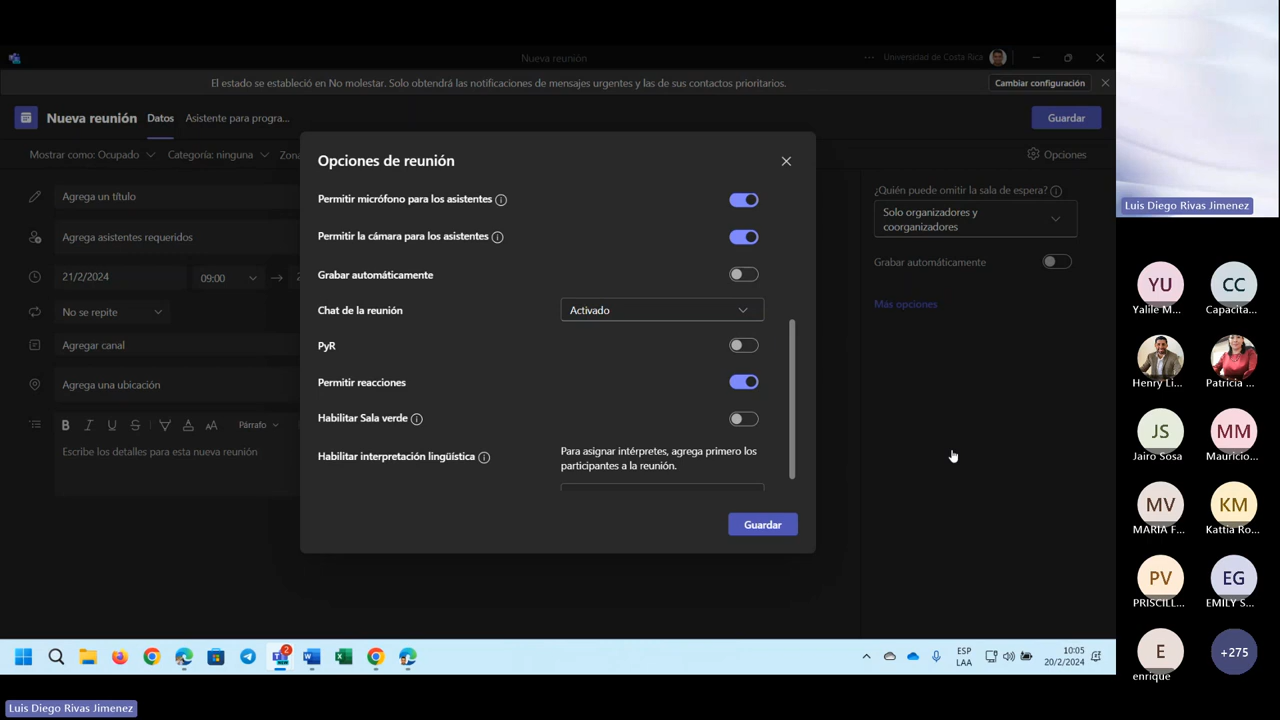 Nueva reunión
Universidad de Costa Rica
El estado se estableció en No molestar. Solo obtendrá las notificaciones de mensajes urgentes y las de sus contactos prioritarios.
Cambiar configuración
Nueva reunión
Datos
Asistente para progra...
Guardar
Mostrar como: Ocupado
Categoría: ninguna
Zona
Opciones
Agrega un título
Agrega asistentes requeridos
21/2/2024
09:00
2
No se repite
Agregar canal
Agrega una ubicación
Párrafo
Escribe los detalles para esta nueva reunión
Opciones de reunión
Permitir micrófono para los asistentes
Permitir la cámara para los asistentes
Grabar automáticamente
Chat de la reunión
Activado
PyR
Permitir reacciones
Habilitar Sala verde
Habilitar interpretación lingüística
Para asignar intérpretes, agrega primero los
participantes a la reunión.
Guardar
¿Quién puede omitir la sala de espera?
Solo organizadores y
coorganizadores
Grabar automáticamente
Más opciones
2
ESP
LAA
10:05
20/2/2024
Luis Diego Rivas Jimenez
Luis Diego Rivas Jimenez
YU
Yalile M...
CC
Capacita...
Henry Li...
Patricia ...
JS
Jairo Sosa
MM
Mauricio...
MV
MARIA F...
KM
Kattia Ro...
PV
PRISCILL...
EG
EMILY S...
E
enrique
+275